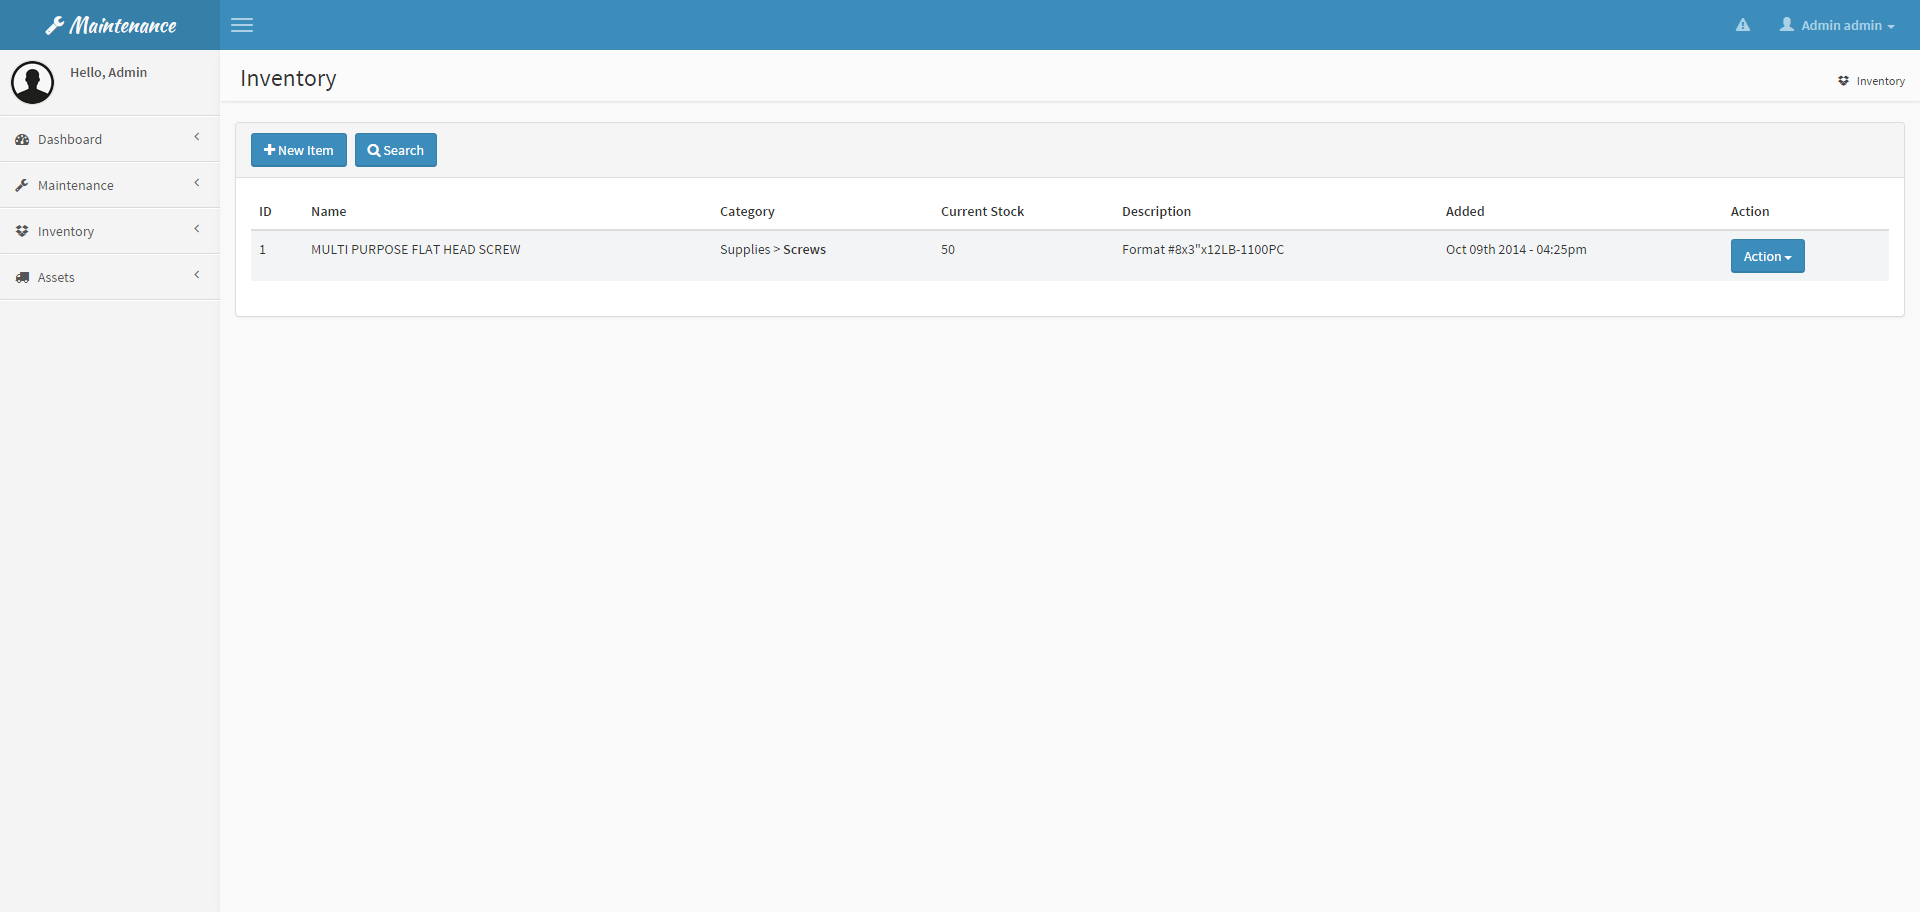 Maintenance
Admin admin
Hello, Admin
Dashboard
Maintenance
Inventory
Assets
Inventory
Inventory
New Item Search
ID Name Category Current Stock Description Added Action
1 MULTI PURPOSE FLAT HEAD SCREW Supplies > Screws 50 Format #8x3"x12LB-1100PC Oct 09th 2014 - 04:25pm Action